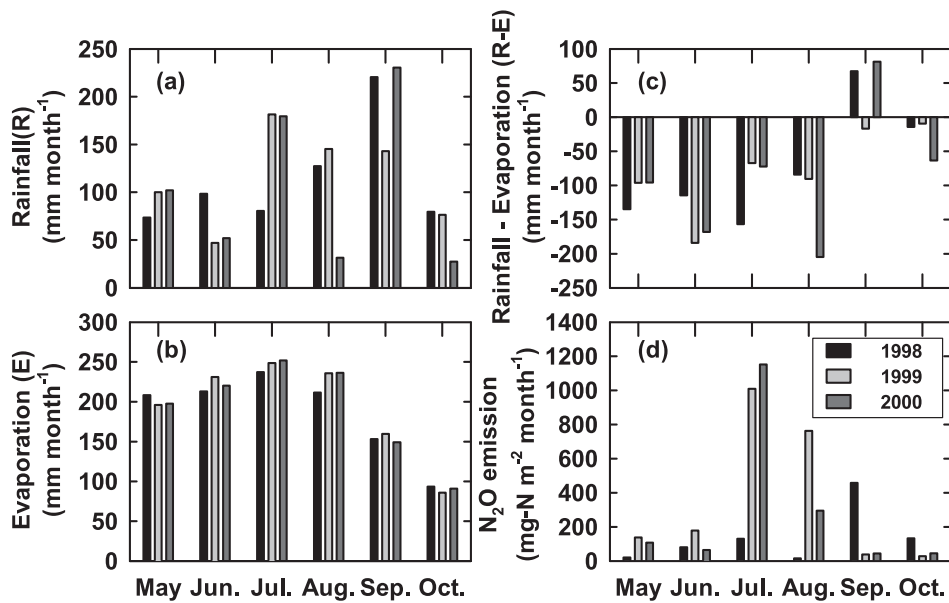 (a)
Rainfall(R)
(mm month⁻¹)
250
200
150
100
50
0
(c)
Rainfall - Evaporation (R-E)
(mm month⁻¹)
100
50
0
-50
-100
-150
-200
-250
(b)
Evaporation (E)
(mm month⁻¹)
300
250
200
150
100
50
0
May Jun. Jul. Aug. Sep. Oct.
(d)
N₂O emission
(mg-N m⁻² month⁻¹)
1400
1200
1000
800
600
400
200
0
1998
1999
2000
May Jun. Jul. Aug. Sep. Oct.